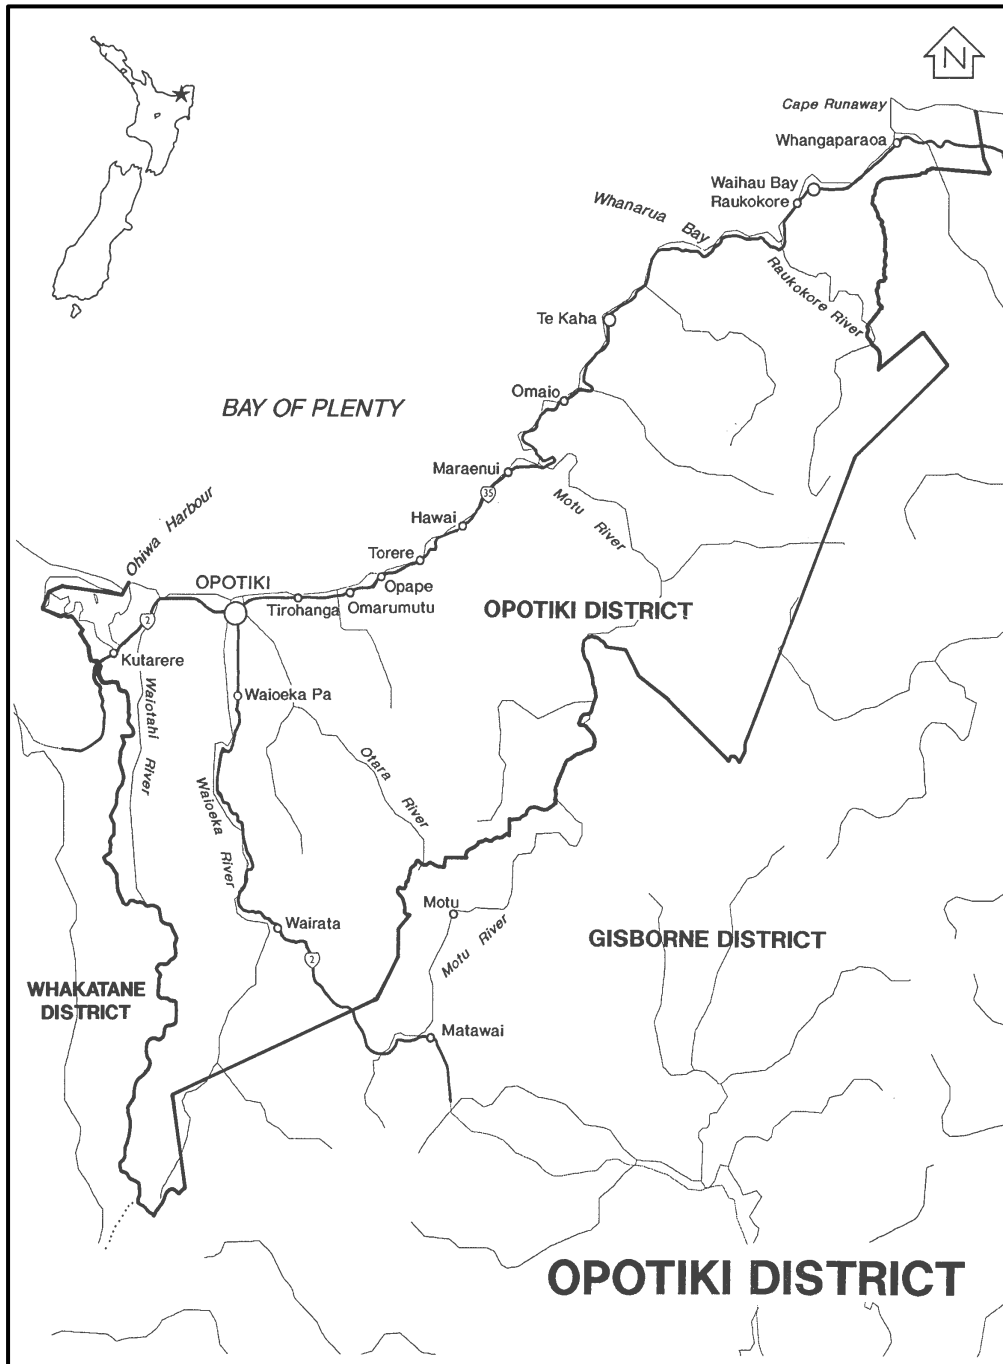 N
Cape Runaway
Whangaparaoa
Waihau Bay
Raukokore
Whanarua Bay
Raukokore River
Te Kaha
Omaio
BAY OF PLENTY
Maraenui
35
Motu River
Hawai
Ohiwa Harbour
Torere
OPOTIKI
Opape
Tirohanga
Omarumutu
OPOTIKI DISTRICT
2
Kutarere
Waiotahi River
Waioeka Pa
Otara River
Waioeka River
Motu
Wairata
Motu River
GISBORNE DISTRICT
2
WHAKATANE
DISTRICT
Matawai
OPOTIKI DISTRICT